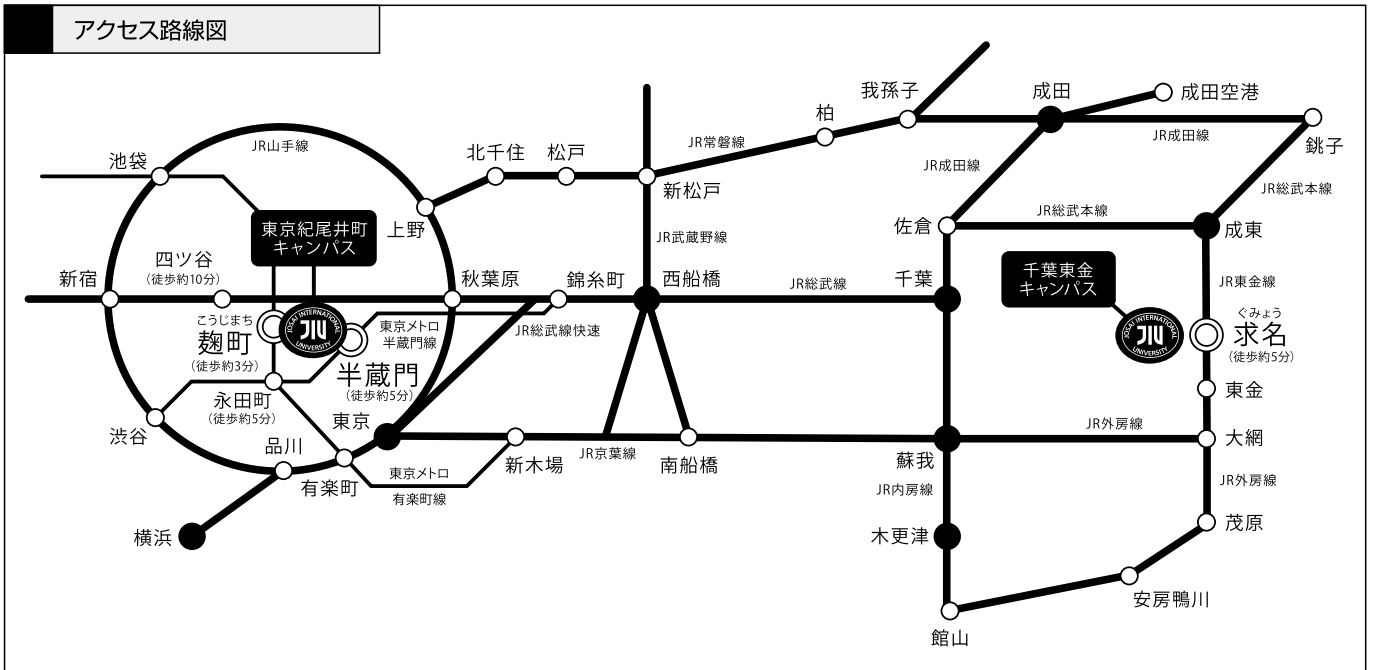 アクセス路線図
我孫子
成田
成田空港
柏
JR山手線
JR常磐線
JR成田線
銚子
池袋
北千住
松戸
新松戸
JR成田線
JR総武本線
東京紀尾井町
キャンパス
上野
JR武蔵野線
佐倉
JR総武本線
成東
四ツ谷
(徒歩約10分)
新宿
秋葉原
錦糸町
西船橋
JR総武線
千葉
千葉東金
キャンパス
JR東金線
こうじまち
麹町
(徒歩約3分)
JOSAI INTERNATIONAL
JIU
UNIVERSITY
東京メトロ
半蔵門線
JR総武線快速
JOSAI INTERNATIONAL
JIU
UNIVERSITY
ぐみょう
求名
(徒歩約5分)
半蔵門
(徒歩約5分)
永田町
(徒歩約5分)
東京
東金
渋谷
品川
有楽町
東京メトロ
有楽町線
新木場
JR京葉線
南船橋
蘇我
JR外房線
大網
JR内房線
JR外房線
横浜
木更津
茂原
安房鴨川
館山